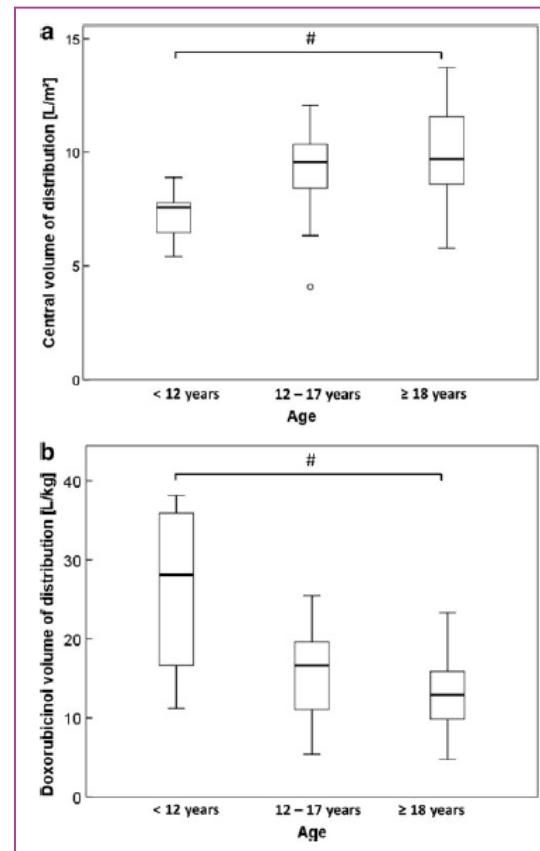 a
Central volume of distribution [L/m²]
15
10
5
0
#
< 12 years 12 – 17 years ≥ 18 years
Age
b
Doxorubicinol volume of distribution [L/kg]
40
30
20
10
0
#
< 12 years 12 – 17 years ≥ 18 years
Age